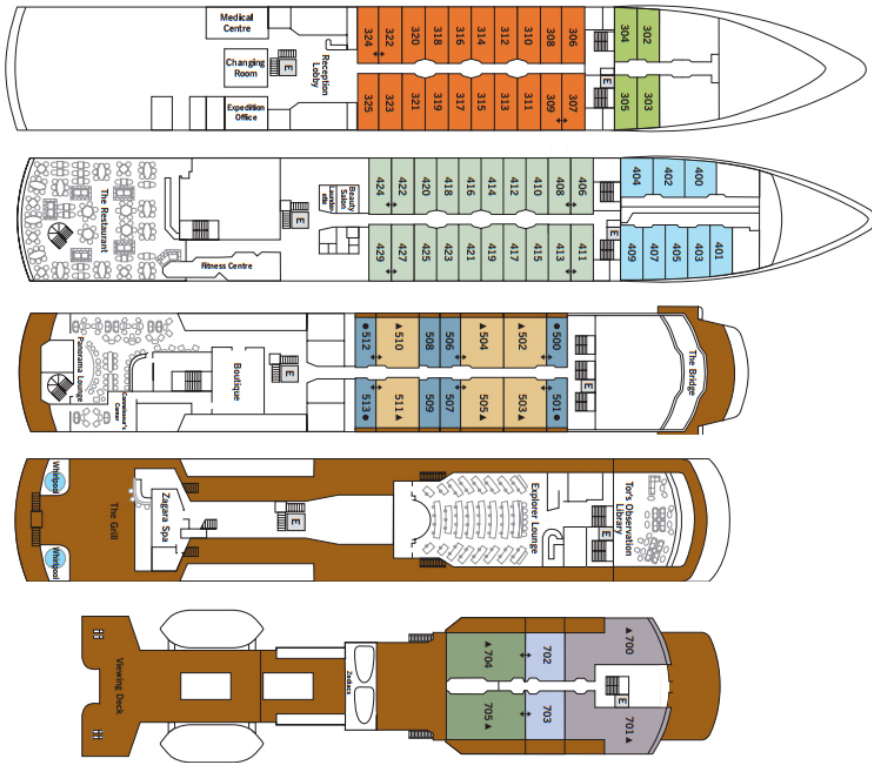 Medical
Centre
Changing
Room
Expedition
Office
E
Reception
Lobby
324
322
320
318
316
314
312
310
308
306
304
302
325
323
321
319
317
315
313
311
309
307
E
305
303
The Restaurant
Fitness Centre
E
Beauty
Salon
Launder
ette
424
422
420
418
416
414
412
410
408
406
404
402
400
429
427
425
423
421
419
417
415
413
411
E
409
407
405
403
401
Panorama Lounge
Connoisseur's
Corner
Boutique
E
512
510
508
506
504
502
500
513
511
509
507
505
503
501
E
The Bridge
Whirlpool
Whirlpool
The Grill
Zagara Spa
E
Explorer Lounge
E
Tor's Observation
Library
Viewing Deck
Zodiacs
704
702
700
705
703
701
E